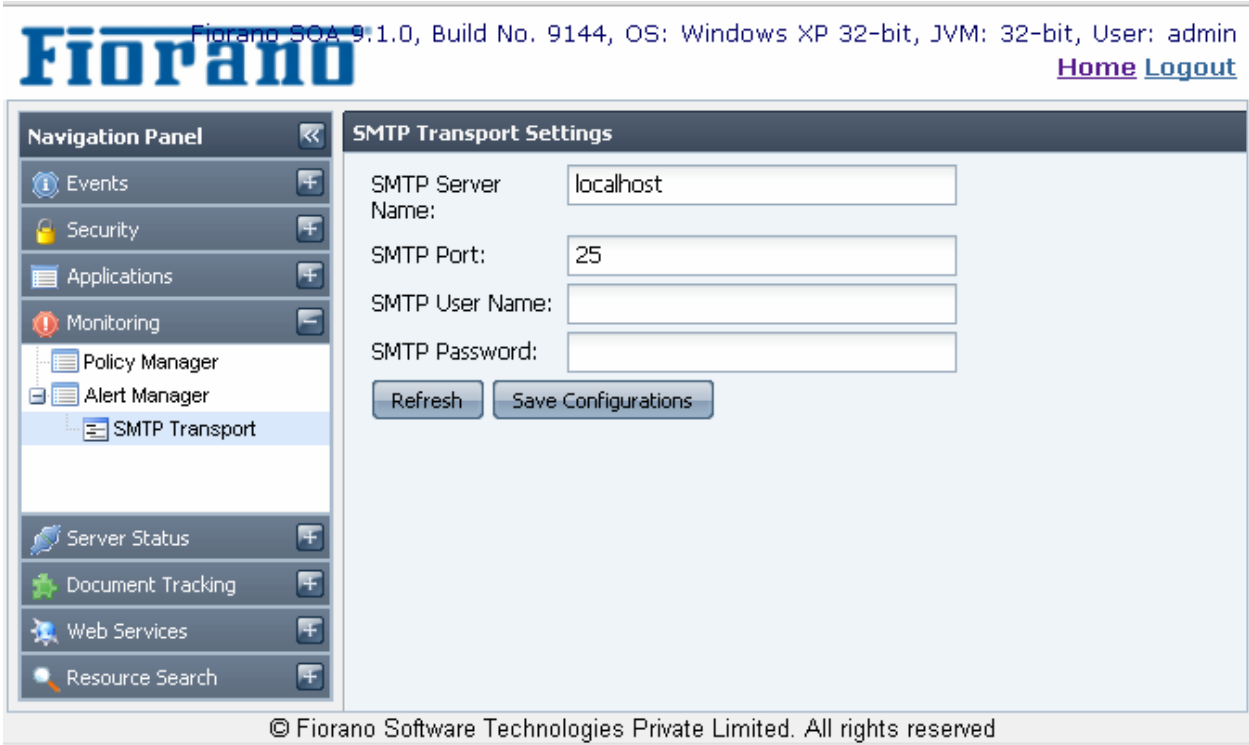 Fiorano
Fiorano SOA 9.1.0, Build No. 9144, OS: Windows XP 32-bit, JVM: 32-bit, User: admin
Home Logout
Navigation Panel
Events
Security
Applications
Monitoring
Policy Manager
Alert Manager
SMTP Transport
Server Status
Document Tracking
Web Services
Resource Search
SMTP Transport Settings
SMTP Server
Name:
localhost
SMTP Port:
25
SMTP User Name:
SMTP Password:
Refresh
Save Configurations
© Fiorano Software Technologies Private Limited. All rights reserved